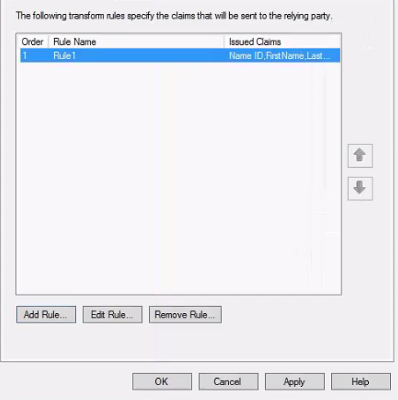 The following transform rules specify the claims that will be sent to the relying party.
Order Rule Name Issued Claims
1 Rule1 Name ID,FirstName,Last...
Add Rule... Edit Rule... Remove Rule...
OK Cancel Apply Help